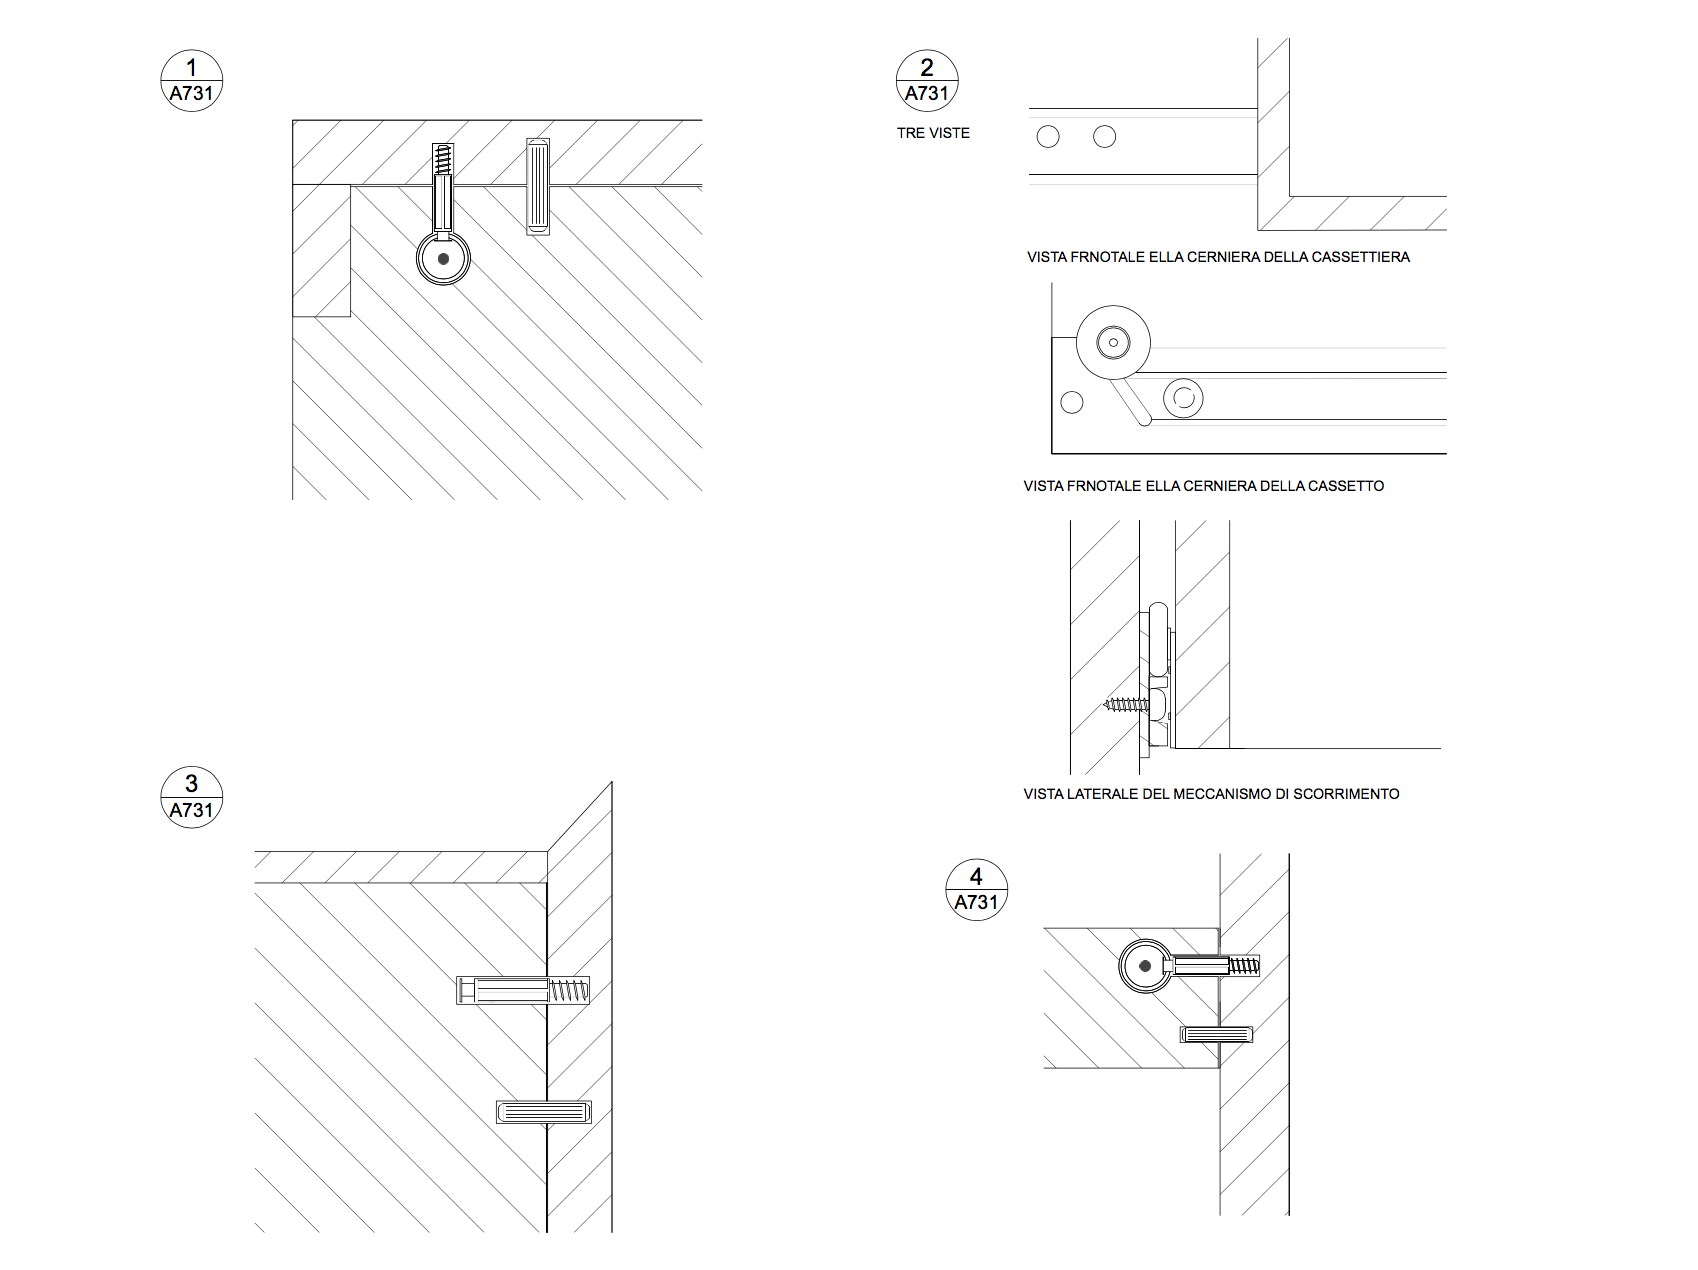 1
A731
2
A731
TRE VISTE
VISTA FRNOTALE ELLA CERNIERA DELLA CASSETTIERA
VISTA FRNOTALE ELLA CERNIERA DELLA CASSETTO
VISTA LATERALE DEL MECCANISMO DI SCORRIMENTO
3
A731
4
A731